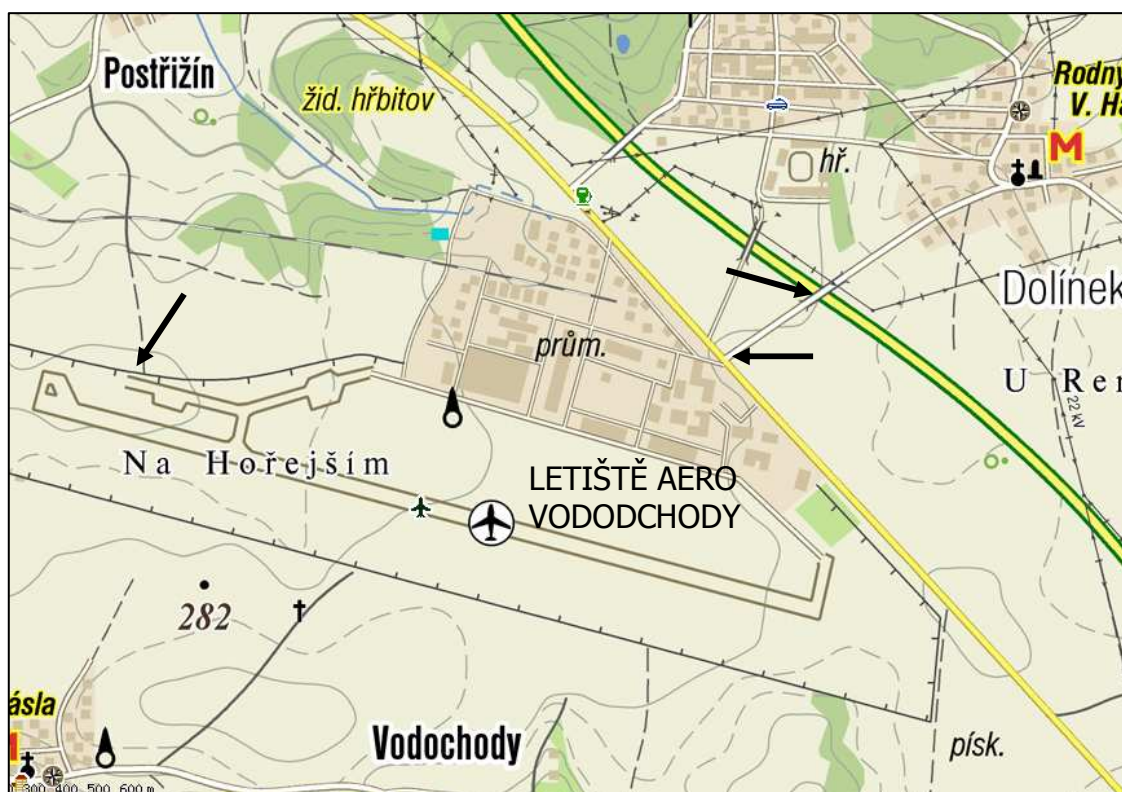 Postřižín
žid. hřbitov
Rodný
V. Ha
M
hř.
Dolínek
prům.
U Ren
22 kV
Na Hořejším
LETIŠTĚ AERO
VODODCHODY
282
ásla
Vodochody
písk.
300 400 500 600 m